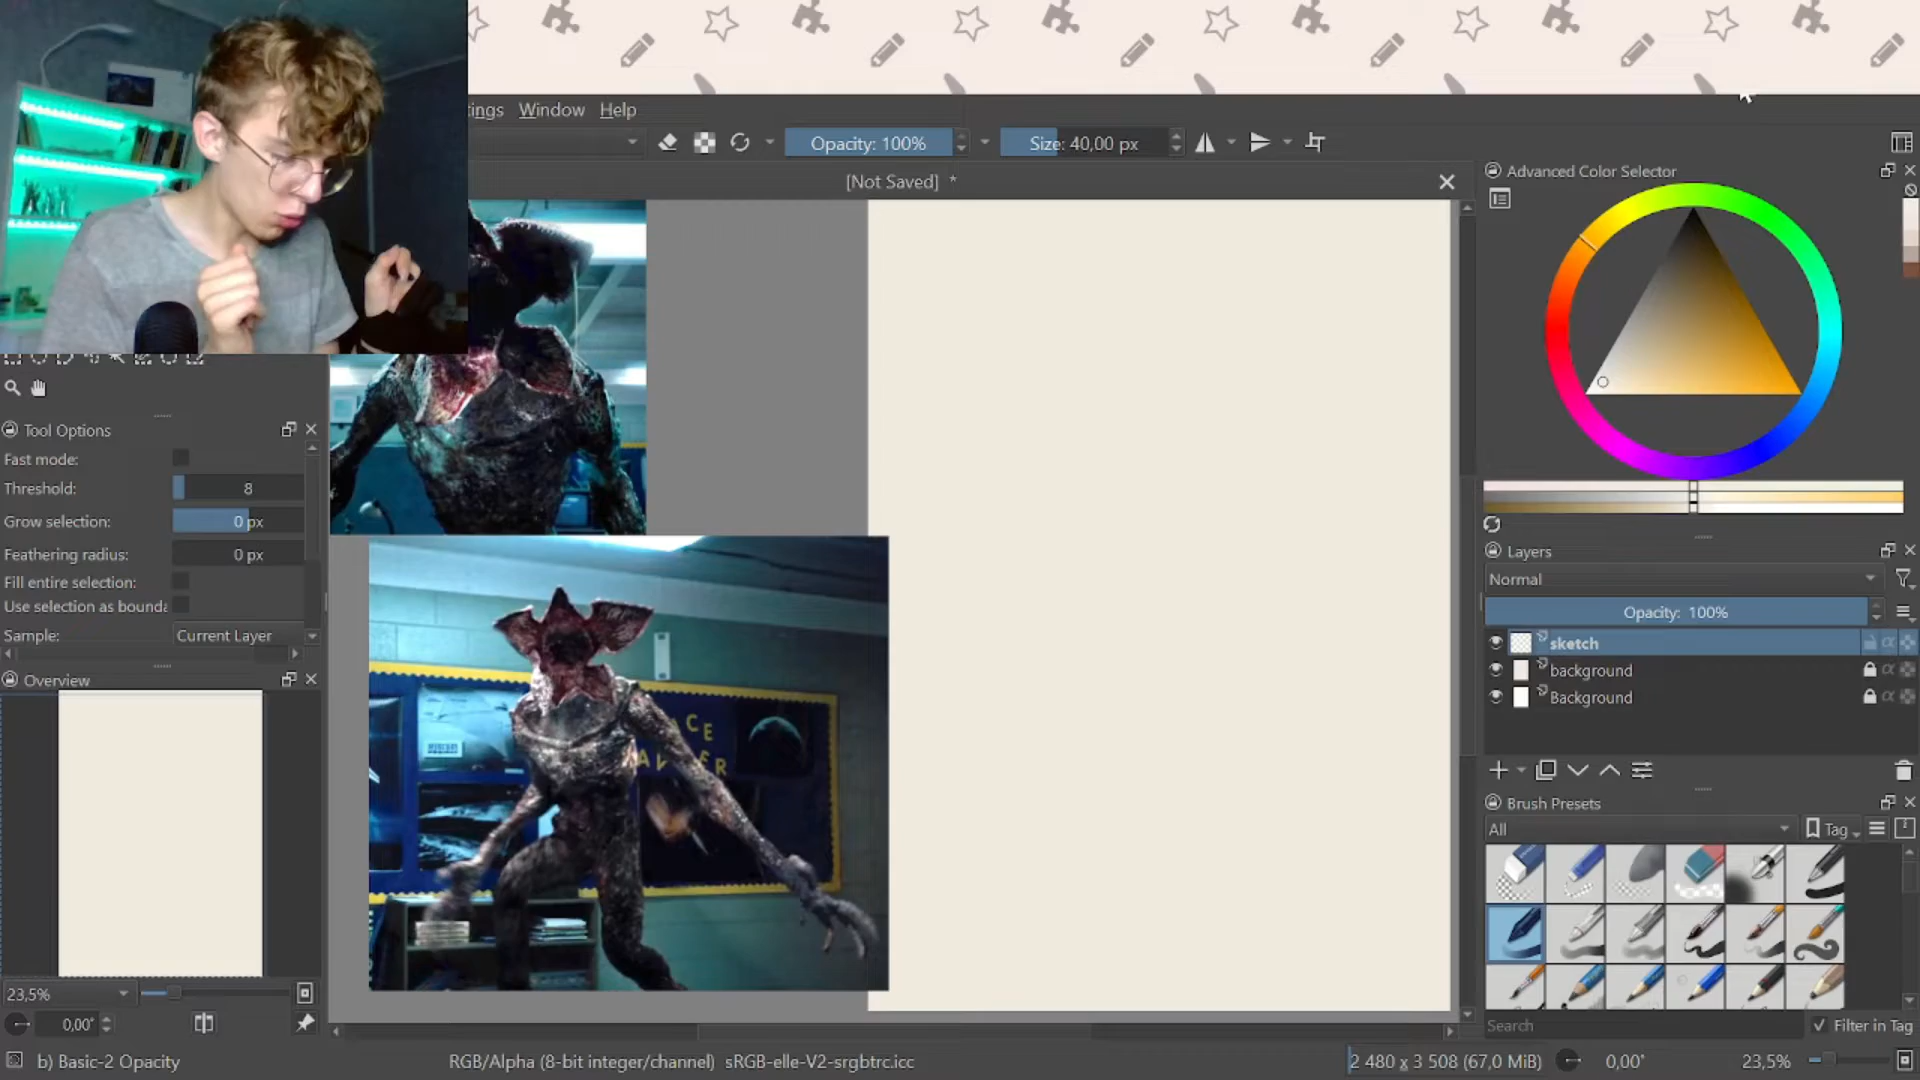 ings Window Help
Opacity: 100%
Size: 40,00 px
[Not Saved] *
Advanced Color Selector
Tool Options
Fast mode:
Threshold: 8
Grow selection: 0 px
Feathering radius: 0 px
Fill entire selection:
Use selection as bounda
Sample: Current Layer
Overview
23,5%
0,00°
ACE
Layers
Normal
Opacity: 100%
sketch
background
Background
Brush Presets
All
Tag
Search
Filter in Tag
b) Basic-2 Opacity
RGB/Alpha (8-bit integer/channel) sRGB-elle-V2-srgbtrc.icc
2 480 x 3 508 (67,0 MiB)
0,00°
23,5%